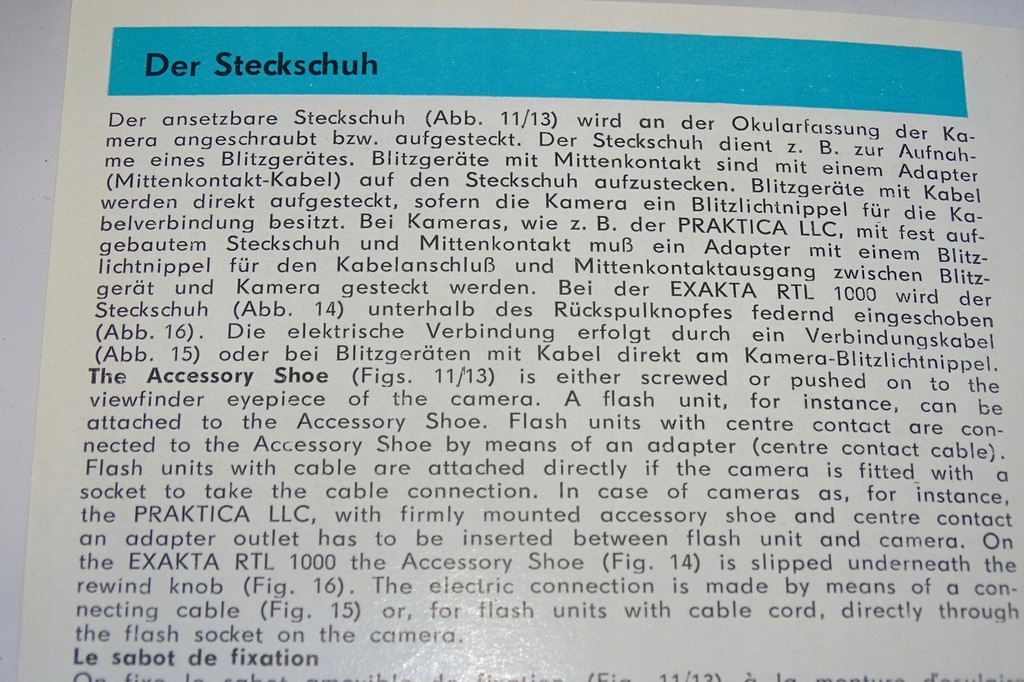 Der Steckschuh
Der ansetzbare Steckschuh (Abb. 11/13) wird an der Okularfassung der Ka-
mera angeschraubt bzw. aufgesteckt. Der Steckschuh dient z. B. zur Aufnah-
me eines Blitzgerätes. Blitzgeräte mit Mittenkontakt sind mit einem Adapter
(Mittenkontakt-Kabel) auf den Steckschuh aufzustecken. Blitzgeräte mit Kabel
werden direkt aufgesteckt, sofern die Kamera ein Blitzlichtnippel für die Ka-
belverbindung besitzt. Bei Kameras, wie z. B. der PRAKTICA LLC, mit fest auf-
gebautem Steckschuh und Mittenkontakt muß ein Adapter mit einem Blitz-
lichtnippel für den Kabelanschluß und Mittenkontaktausgang zwischen Blitz-
gerät und Kamera gesteckt werden. Bei der EXAKTA RTL 1000 wird der
Steckschuh (Abb. 14) unterhalb des Rückspulknopfes federnd eingeschoben
(Abb. 16). Die elektrische Verbindung erfolgt durch ein Verbindungskabel
(Abb. 15) oder bei Blitzgeräten mit Kabel direkt am Kamera-Blitzlichtnippel.
The Accessory Shoe (Figs. 11/13) is either screwed or pushed on to the
viewfinder eyepiece of the camera. A flash unit, for instance, can be
attached to the Accessory Shoe. Flash units with centre contact are con-
nected to the Accessory Shoe by means of an adapter (centre contact cable).
Flash units with cable are attached directly if the camera is fitted with a
socket to take the cable connection. In case of cameras as, for instance,
the PRAKTICA LLC, with firmly mounted accessory shoe and centre contact
an adapter outlet has to be inserted between flash unit and camera. On
the EXAKTA RTL 1000 the Accessory Shoe (Fig. 14) is slipped underneath the
rewind knob (Fig. 16). The electric connection is made by means of a con-
necting cable (Fig. 15) or, for flash units with cable cord, directly through
the flash socket on the camera.
Le sabot de fixation
On fixe le sabot amovible de fixation (Fig. 11/13) à la monture d'oculaire